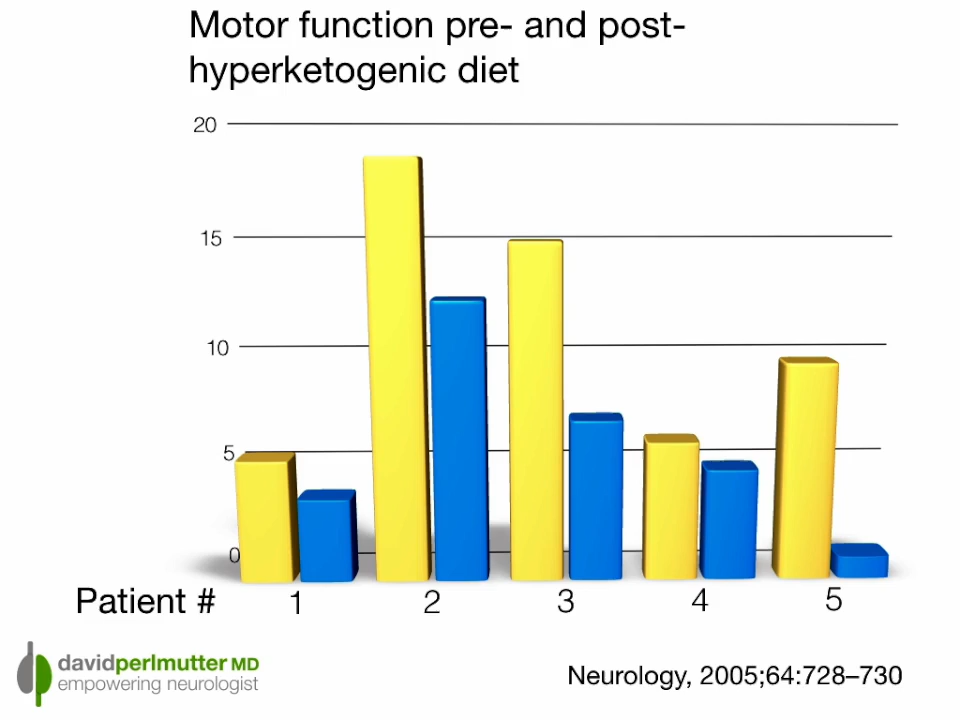 Motor function pre- and post-
hyperketogenic diet
20
15
10
5
0
Patient # 1 2 3 4 5
davidperlmutter MD
empowering neurologist
Neurology, 2005;64:728–730